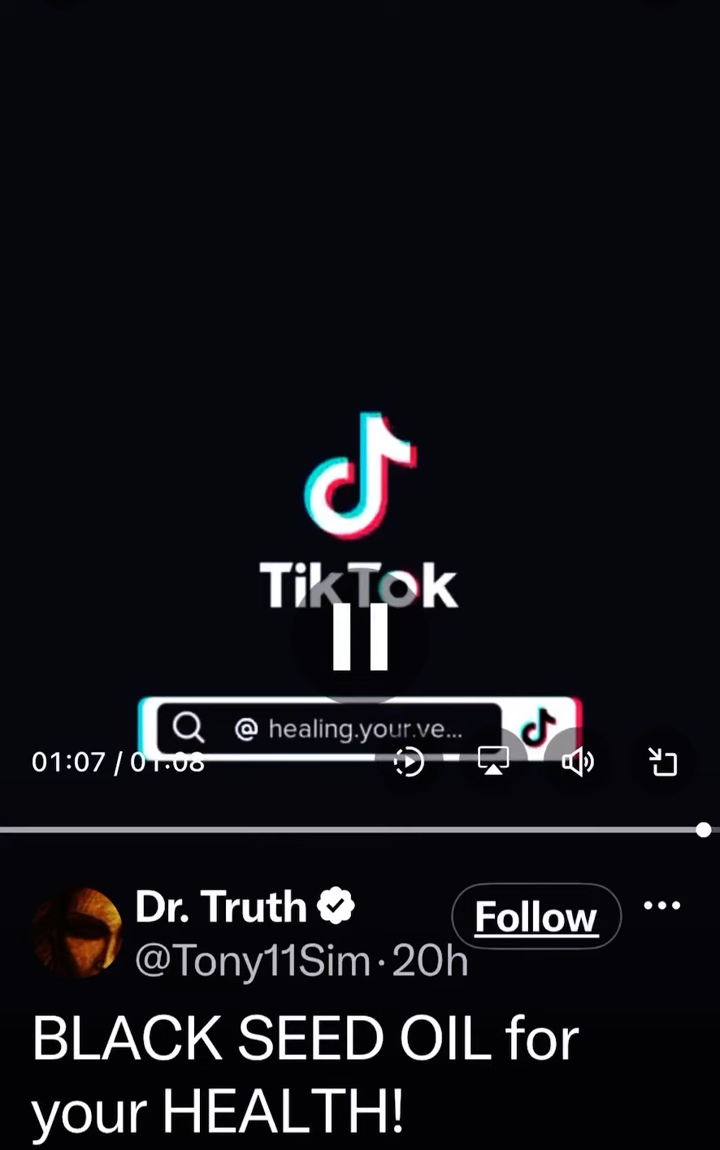 TikTok
@ healing.your.ve...
01:07 / 01:08
Dr. Truth
Follow
@Tony11Sim · 20h
BLACK SEED OIL for
your HEALTH!